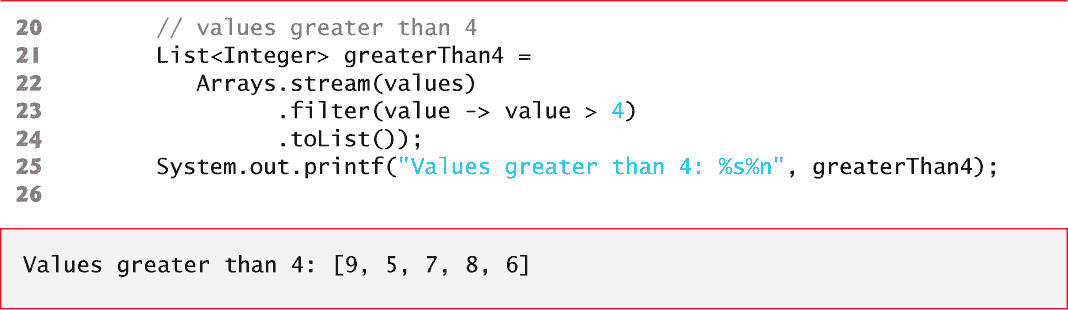 20 // values greater than 4
21 List<Integer> greaterThan4 =
22 Arrays.stream(values)
23 .filter(value -> value > 4)
24 .toList());
25 System.out.printf("Values greater than 4: %s%n", greaterThan4);
26
Values greater than 4: [9, 5, 7, 8, 6]